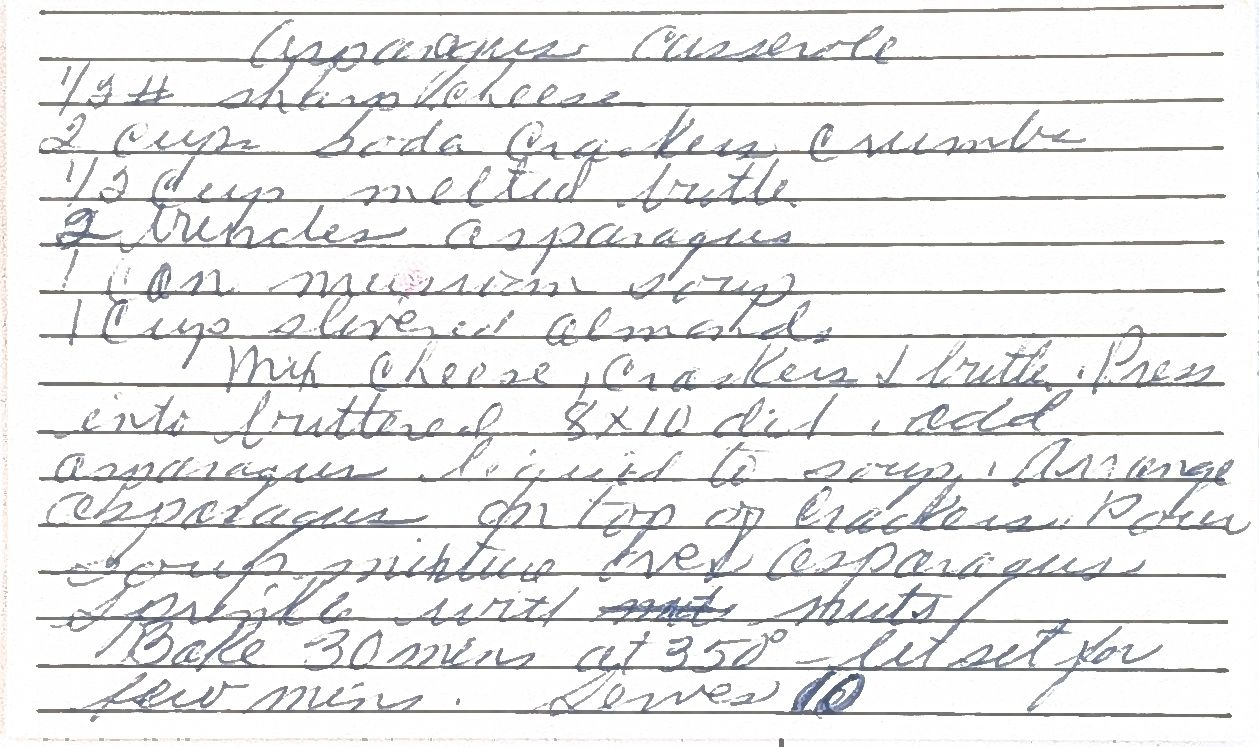 Asparagus Casserole
1/2 # sharp cheese
2 cups soda crackers crumbs
1/2 cup melted butter
2 bunches asparagus
1 can mushroom soup
1 cup slivered almonds
Mix cheese, crackers & butter. Press
into buttered 8x10 dish. add
asparagus liquid to soup. Arrange
asparagus on top of crackers. Pour
soup mixture over asparagus
Sprinkle with nuts
Bake 30 mins at 350° - let set for
few mins. Serves 10